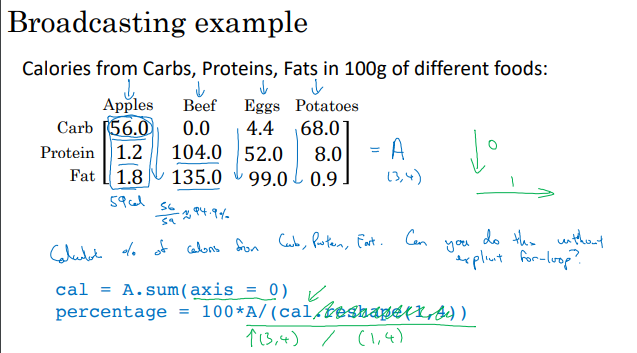 Broadcasting example
Calories from Carbs, Proteins, Fats in 100g of different foods:
Apples Beef Eggs Potatoes
Carb 56.0 0.0 4.4 68.0
Protein 1.2 104.0 52.0 8.0 = A
Fat 1.8 135.0 99.0 0.9 (3,4)
0
1
59cal 56/59 ≈ 94.9%
Calculate % of calories from Carb, Protein, Fat. Can you do this without
explicit for-loop?
cal = A.sum(axis = 0)
percentage = 100*A/(cal.reshape(1,4))
↑(3,4) / (1,4)